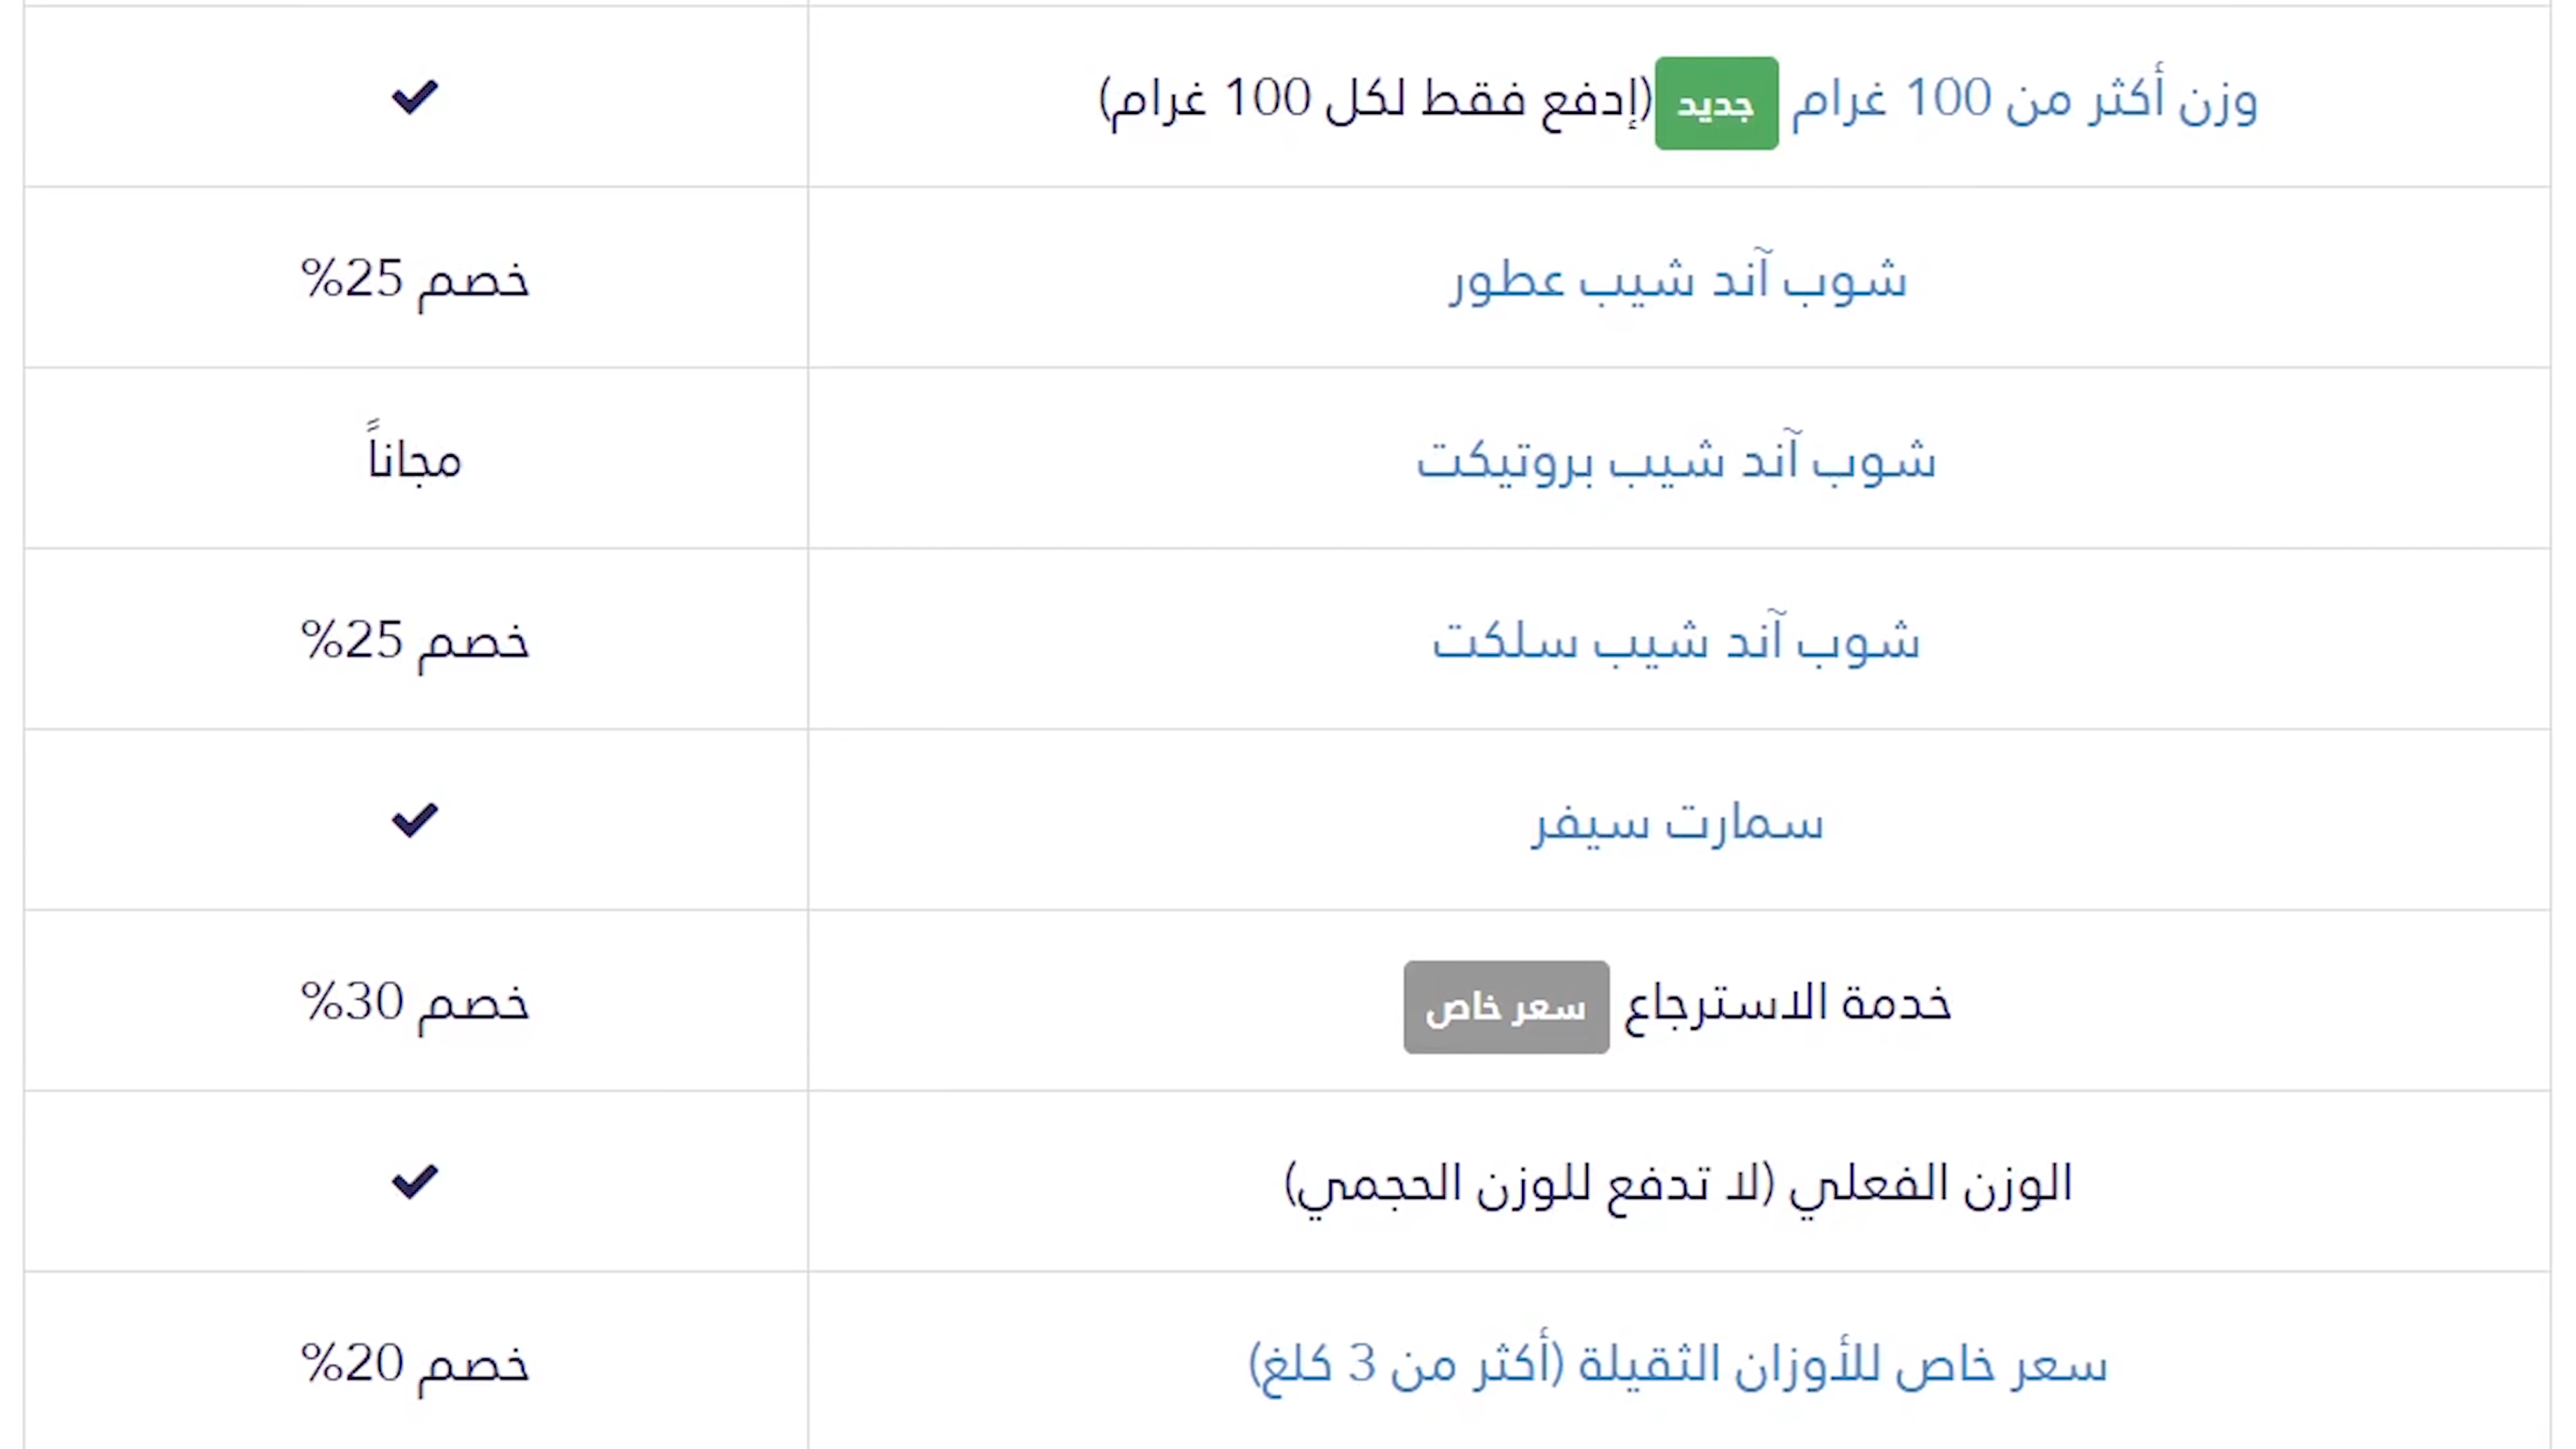 وزن أكثر من 100 غرام جديد (إدفع فقط لكل 100 غرام)
شوب آند شيب عطور
خصم 25%
شوب آند شيب بروتيكت
مجاناً
شوب آند شيب سلكت
خصم 25%
سمارت سيفر
خدمة الاسترجاع سعر خاص
خصم 30%
الوزن الفعلي (لا تدفع للوزن الحجمي)
سعر خاص للأوزان الثقيلة (أكثر من 3 كلغ)
خصم 20%